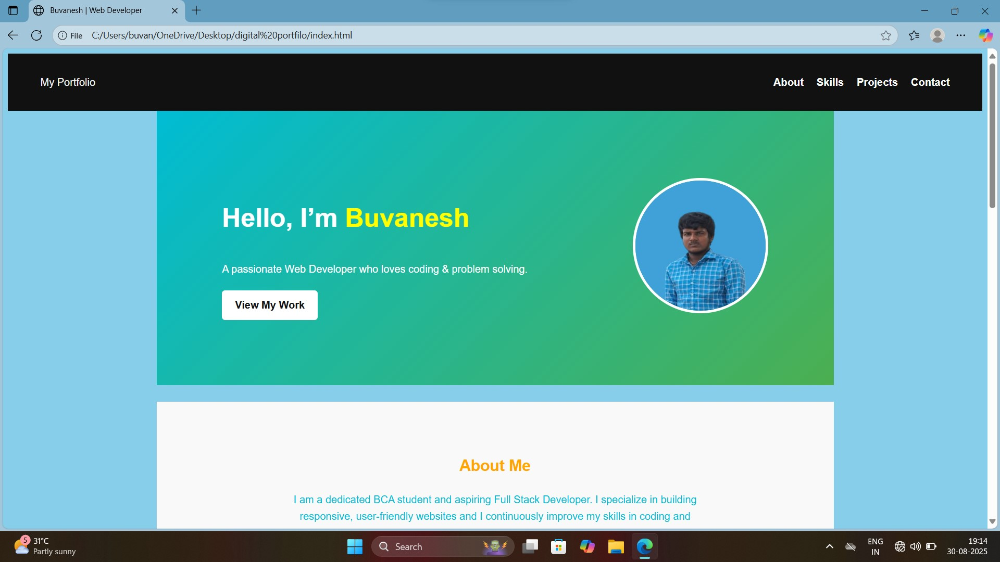 Buvanesh | Web Developer
File C:/Users/buvan/OneDrive/Desktop/digital%20portfilo/index.html
My Portfolio
About Skills Projects Contact
Hello, I’m Buvanesh
A passionate Web Developer who loves coding & problem solving.
View My Work
About Me
I am a dedicated BCA student and aspiring Full Stack Developer. I specialize in building
responsive, user-friendly websites and I continuously improve my skills in coding and
5
31°C
Partly sunny
Search
ENG
IN
19:14
30-08-2025